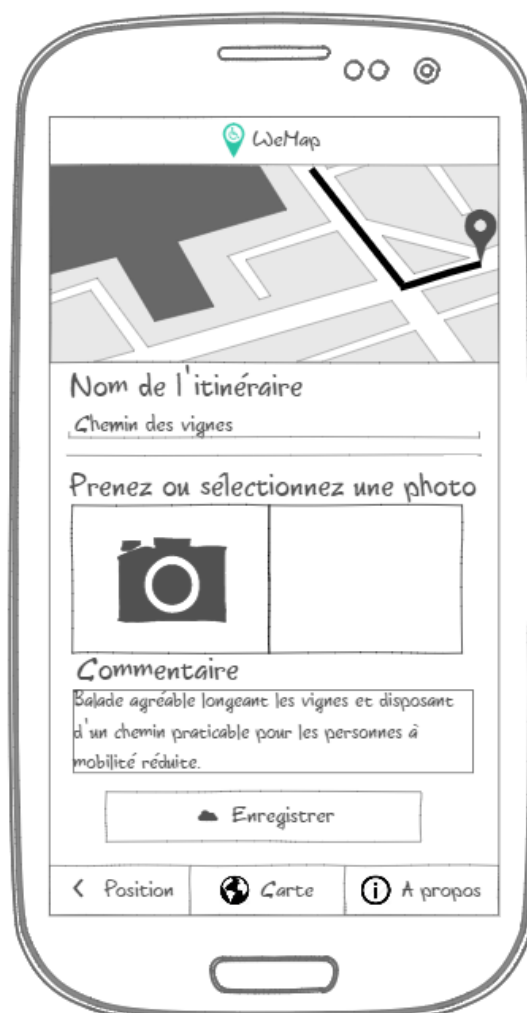 WeMap
Nom de l'itinéraire
Chemin des vignes
Prenez ou sélectionnez une photo
Commentaire
Balade agréable longeant les vignes et disposant
d'un chemin praticable pour les personnes à
mobilité réduite.
Enregistrer
Position
Carte
A propos